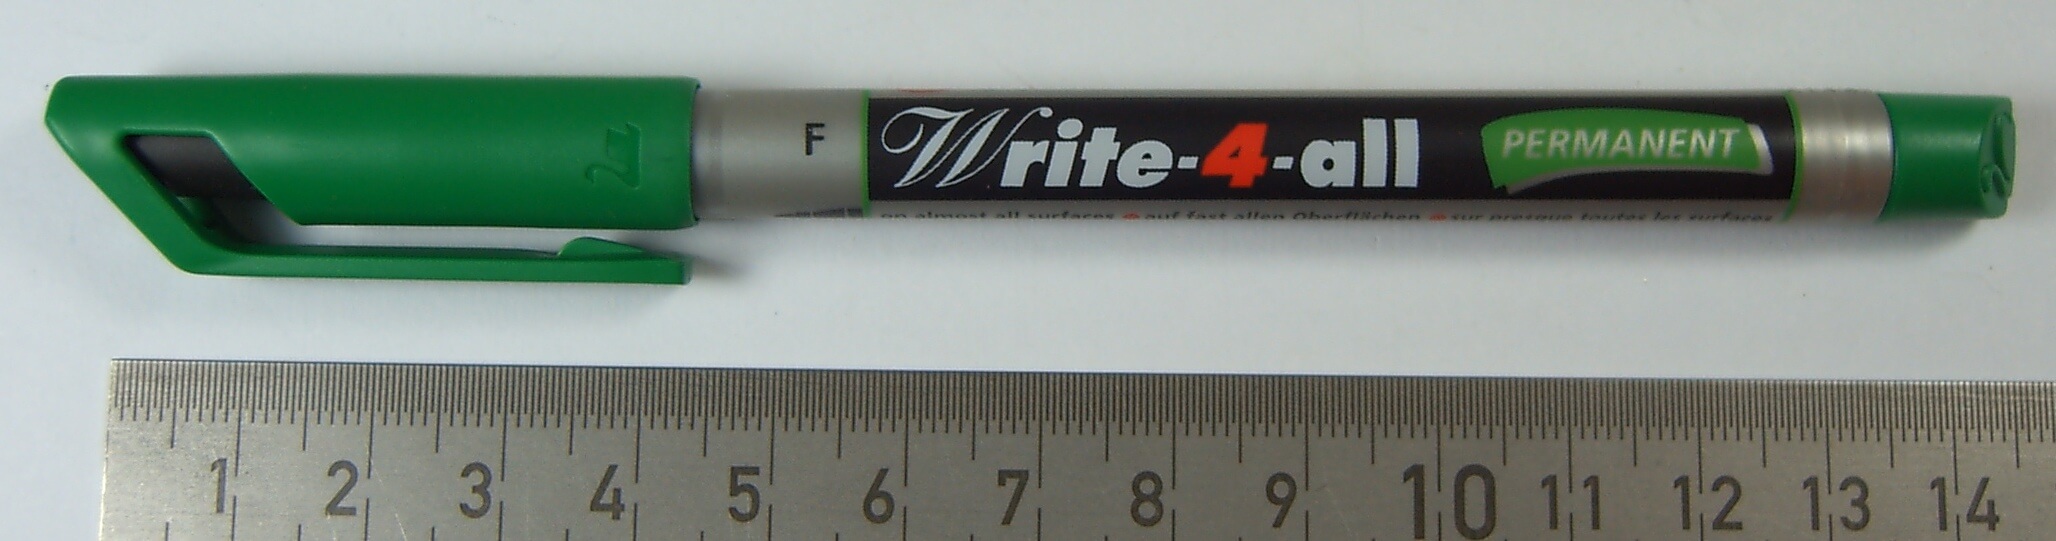 F
Write-4-all
PERMANENT
on almost all surfaces • auf fast allen Oberflächen • sur presque toutes les surfaces
1 2 3 4 5 6 7 8 9 10 11 12 13 14